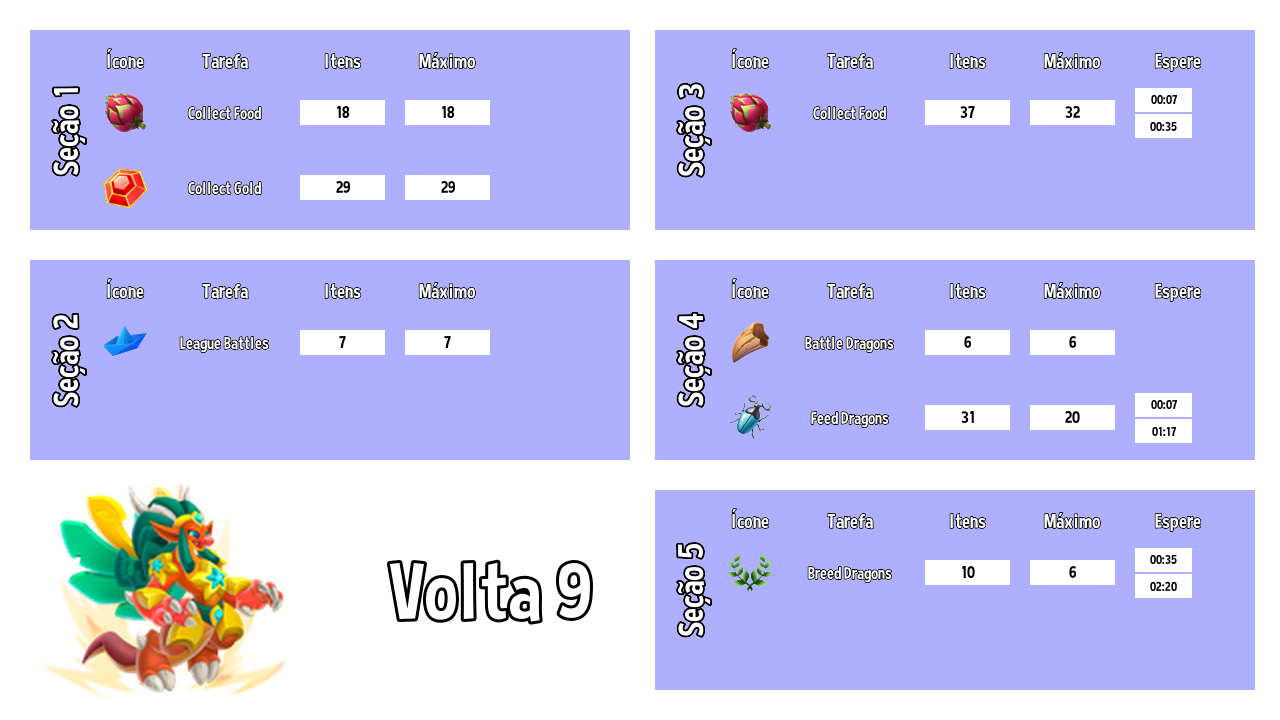 Seção 1
Ícone Tarefa Itens Máximo
Collect Food 18 18
Collect Gold 29 29
Seção 2
Ícone Tarefa Itens Máximo
League Battles 7 7
Seção 3
Ícone Tarefa Itens Máximo Espere
Collect Food 37 32 00:07
00:35
Seção 4
Ícone Tarefa Itens Máximo Espere
Battle Dragons 6 6
Feed Dragons 31 20 00:07
01:17
Seção 5
Ícone Tarefa Itens Máximo Espere
Breed Dragons 10 6 00:35
02:20
Volta 9